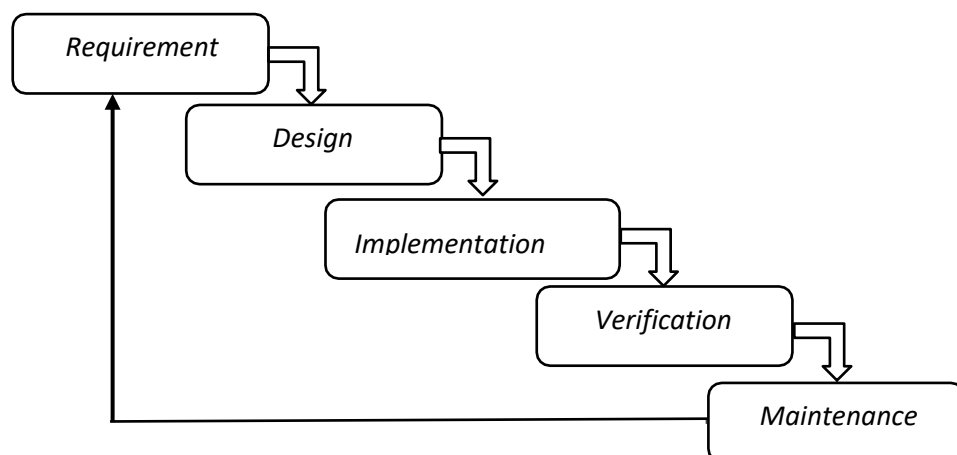 Requirement
Design
Implementation
Verification
Maintenance